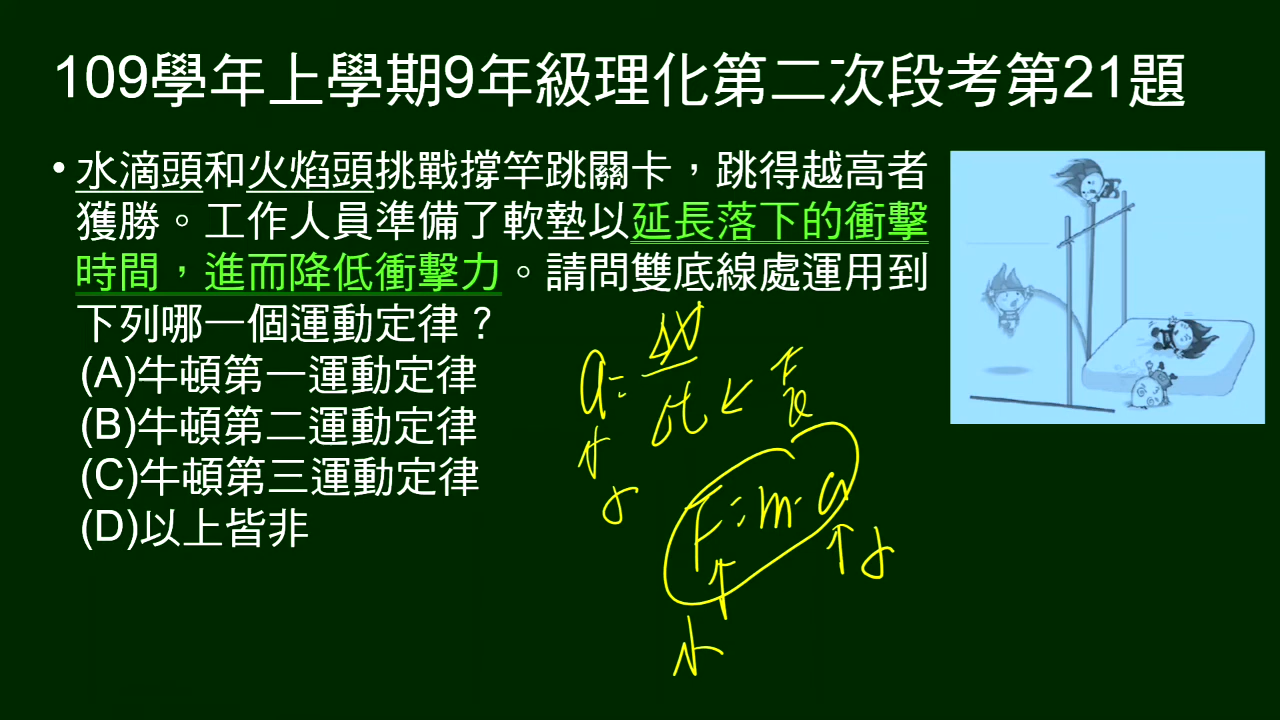 109學年上學期9年級理化第二次段考第21題
• 水滴頭和火焰頭挑戰撐竿跳關卡，跳得越高者
獲勝。工作人員準備了軟墊以延長落下的衝擊
時間，進而降低衝擊力。請問雙底線處運用到
下列哪一個運動定律？
(A)牛頓第一運動定律
(B)牛頓第二運動定律
(C)牛頓第三運動定律
(D)以上皆非
a = ΔV
Δt ← 長
小
F = m · a
↑ ↑ 小
小